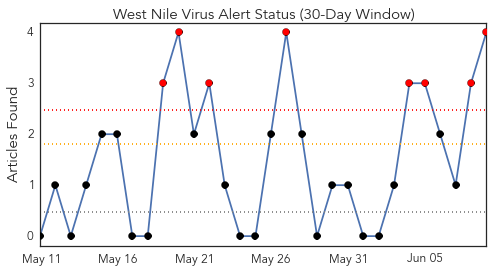 West Nile Virus Alert Status (30-Day Window)
Articles Found
4
3
2
1
0
May 11 May 16 May 21 May 26 May 31 Jun 05